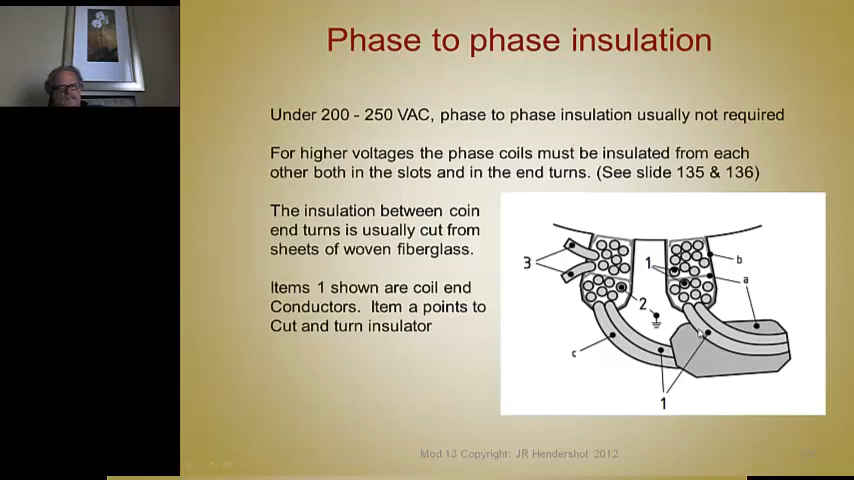 Phase to phase insulation
Under 200 - 250 VAC, phase to phase insulation usually not required
For higher voltages the phase coils must be insulated from each
other both in the slots and in the end turns. (See slide 135 & 136)
The insulation between coin
end turns is usually cut from
sheets of woven fiberglass.
Items 1 shown are coil end
Conductors. Item a points to
Cut and turn insulator
3
1
b
a
2
c
1
Mod 13 Copyright: JR Hendershot 2012